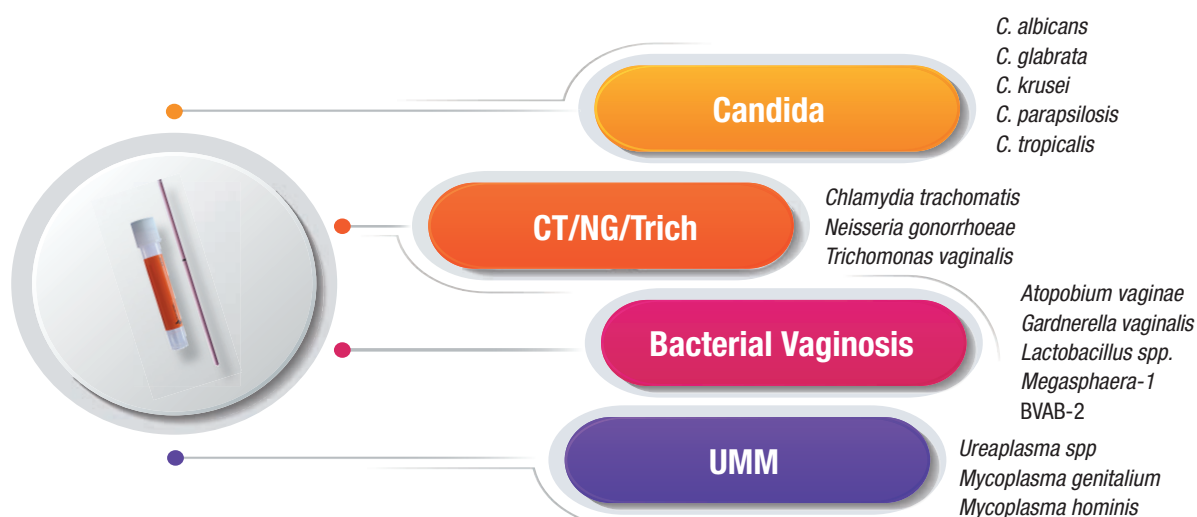 Candida
C. albicans
C. glabrata
C. krusei
C. parapsilosis
C. tropicalis
CT/NG/Trich
Chlamydia trachomatis
Neisseria gonorrhoeae
Trichomonas vaginalis
Bacterial Vaginosis
Atopobium vaginae
Gardnerella vaginalis
Lactobacillus spp.
Megasphaera-1
BVAB-2
UMM
Ureaplasma spp
Mycoplasma genitalium
Mycoplasma hominis